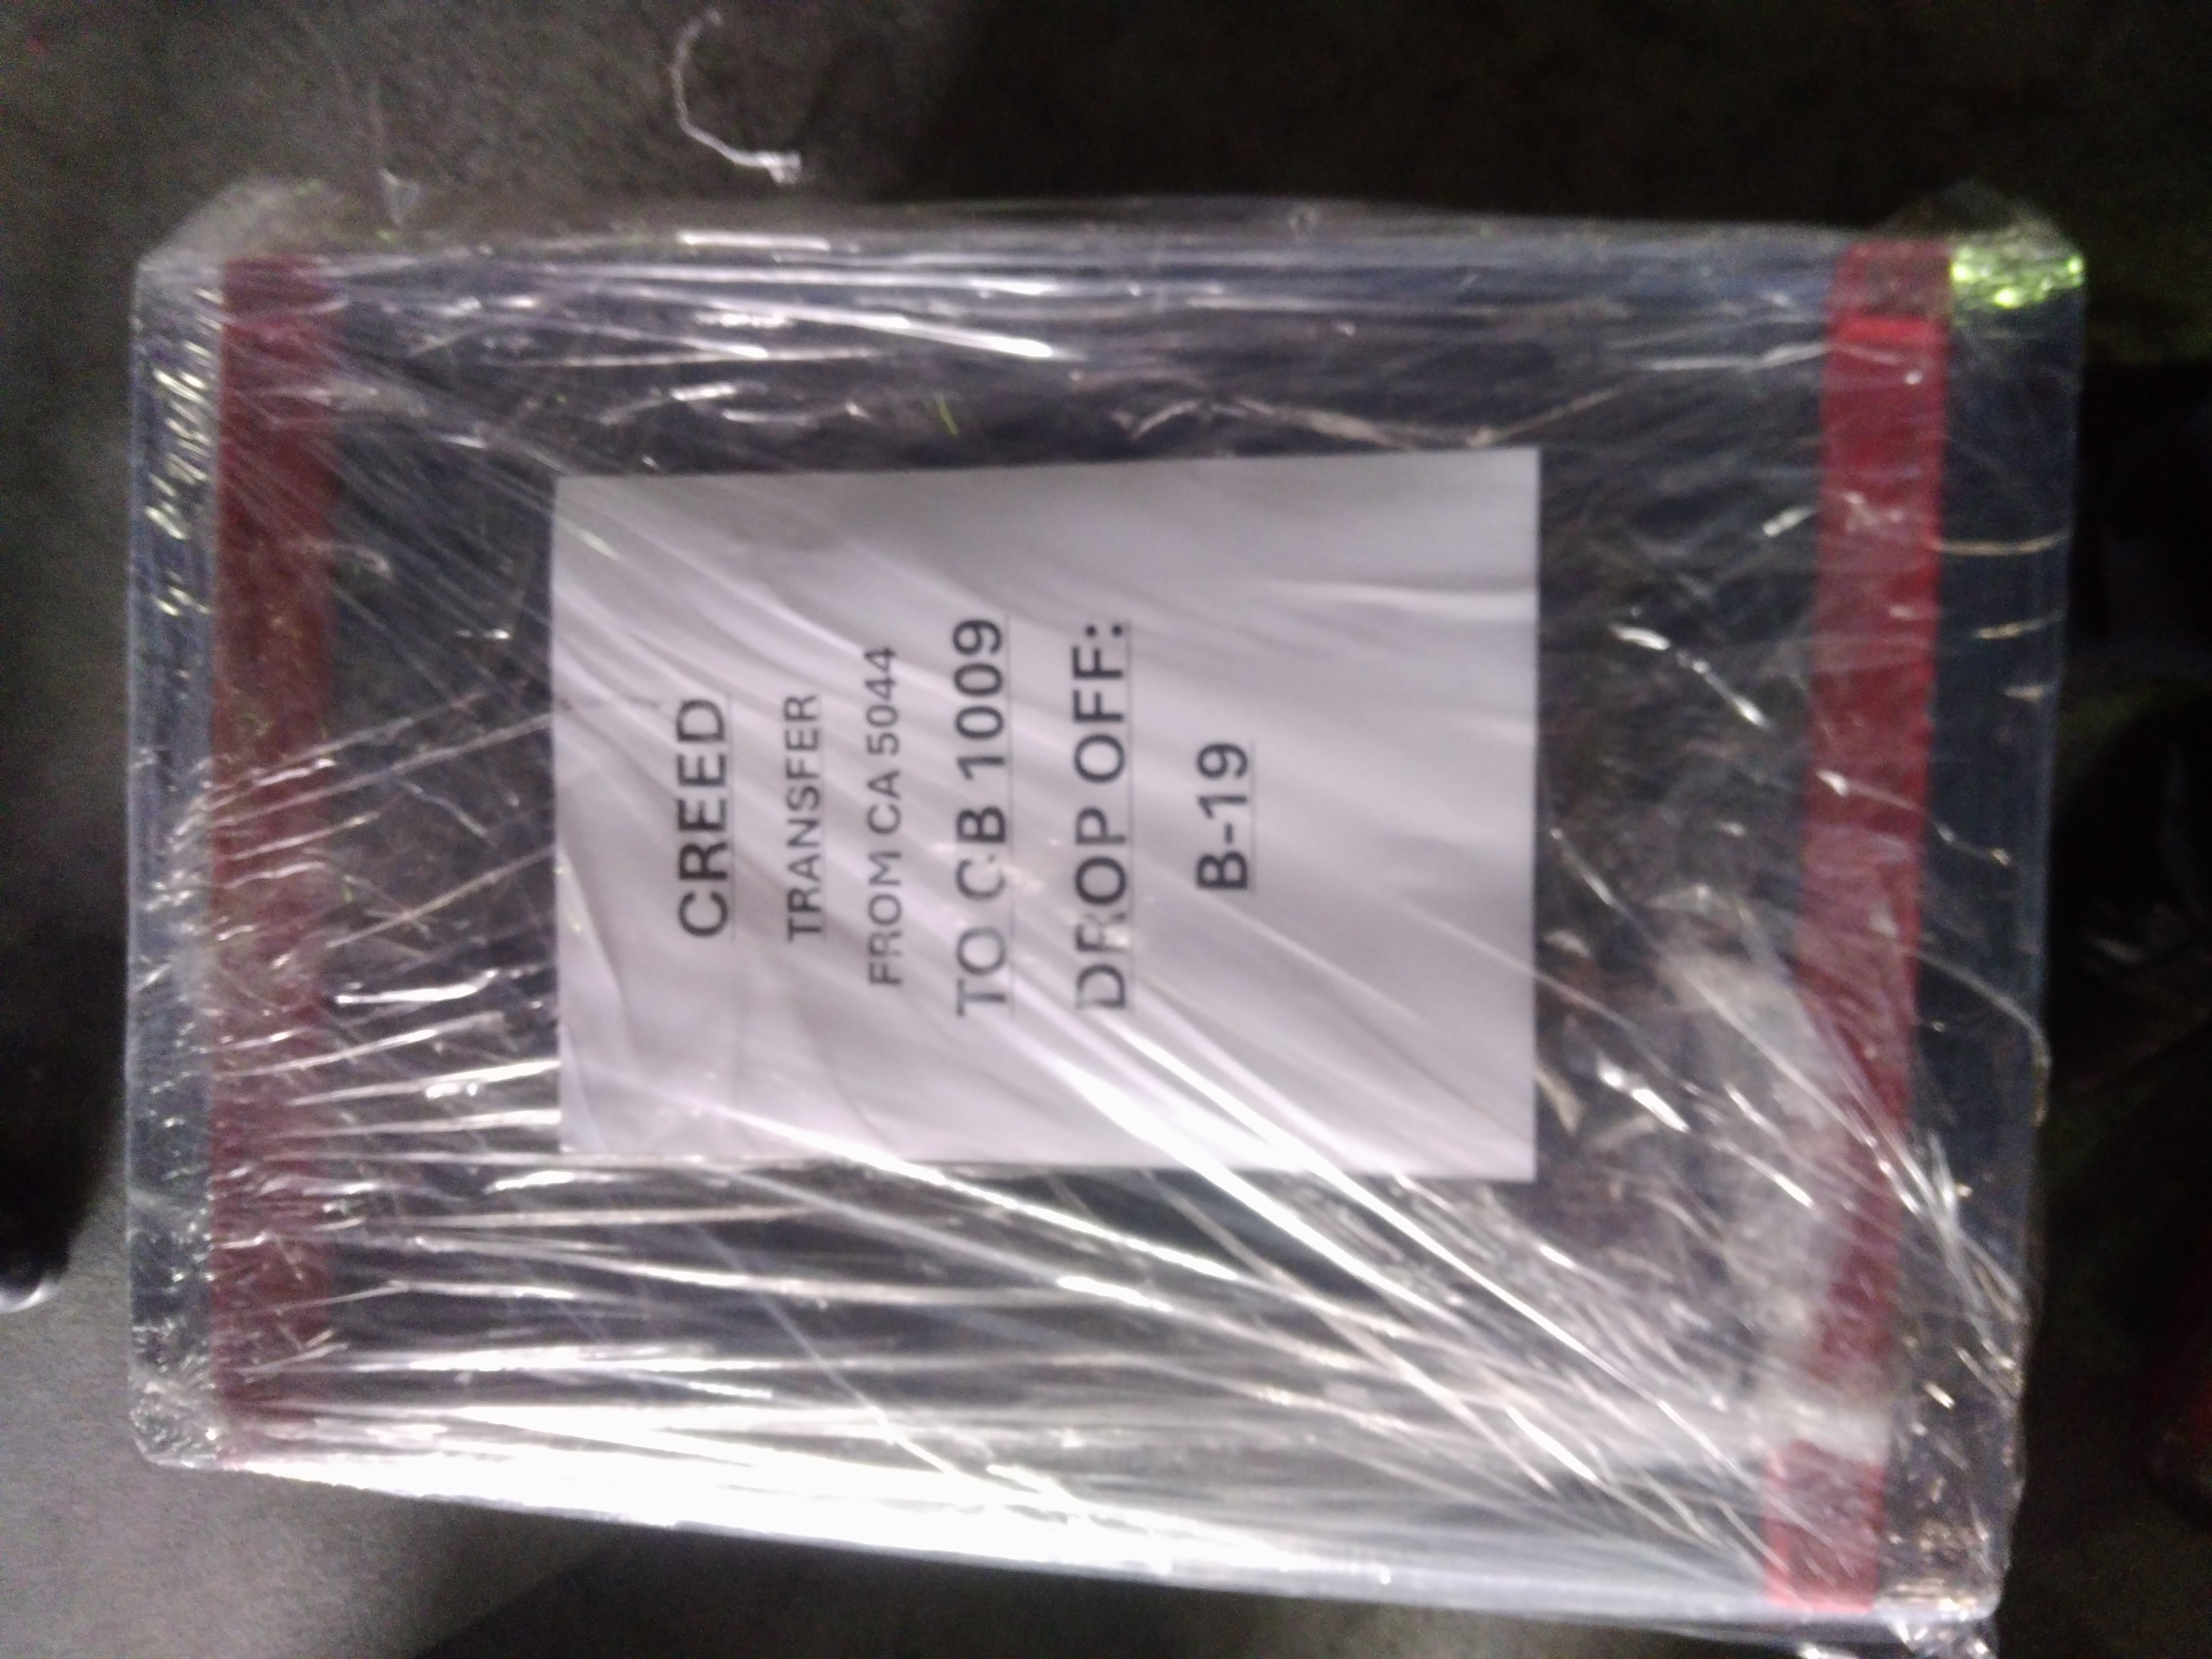 CREED
TRANSFER
FROM CA 5044
TO CB 1009
DROP OFF:
B-19